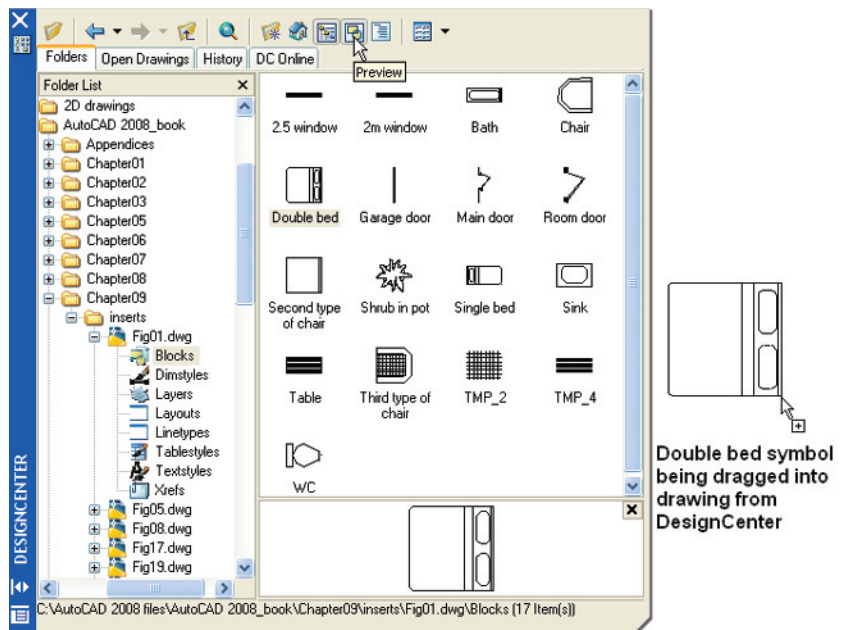 Folders Open Drawings History DC Online
Preview
Folder List
2D drawings
AutoCAD 2008_book
Appendices
Chapter01
Chapter02
Chapter03
Chapter05
Chapter06
Chapter07
Chapter08
Chapter09
inserts
Fig01.dwg
Blocks
Dimstyles
Layers
Layouts
Linetypes
Tablestyles
Textstyles
Xrefs
Fig05.dwg
Fig08.dwg
Fig17.dwg
Fig19.dwg
2.5 window 2m window Bath Chair
Double bed Garage door Main door Room door
Second type of chair Shrub in pot Single bed Sink
Table Third type of chair TMP_2 TMP_4
WC
DESIGNCENTER
C:\AutoCAD 2008 files\AutoCAD 2008_book\Chapter09\inserts\Fig01.dwg\Blocks (17 Item(s))
Double bed symbol
being dragged into
drawing from
DesignCenter